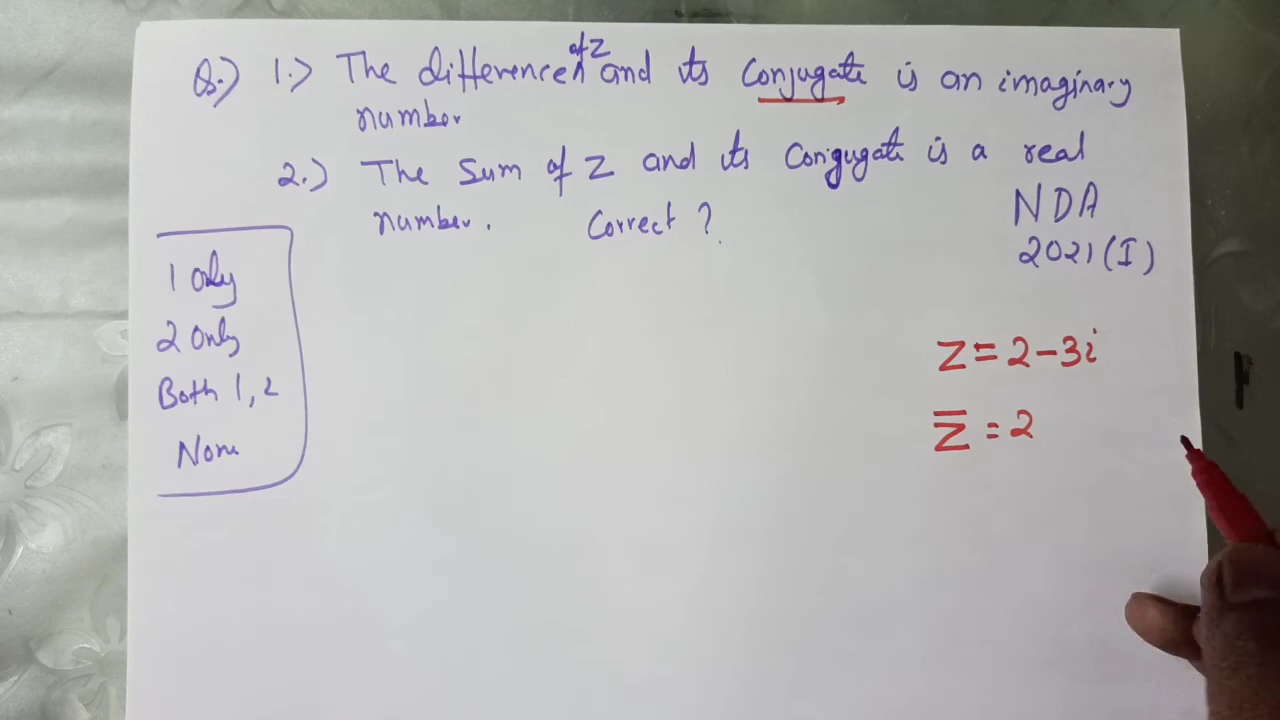 Q.) 1.) The difference of Z and its Conjugate is an imaginary
number.
2.) The Sum of Z and its Conjugate is a real
number. Correct ?
NDA
2021 (I)
1 Only
2 Only
Both 1, 2
None
Z = 2 - 3i
Z̅ = 2